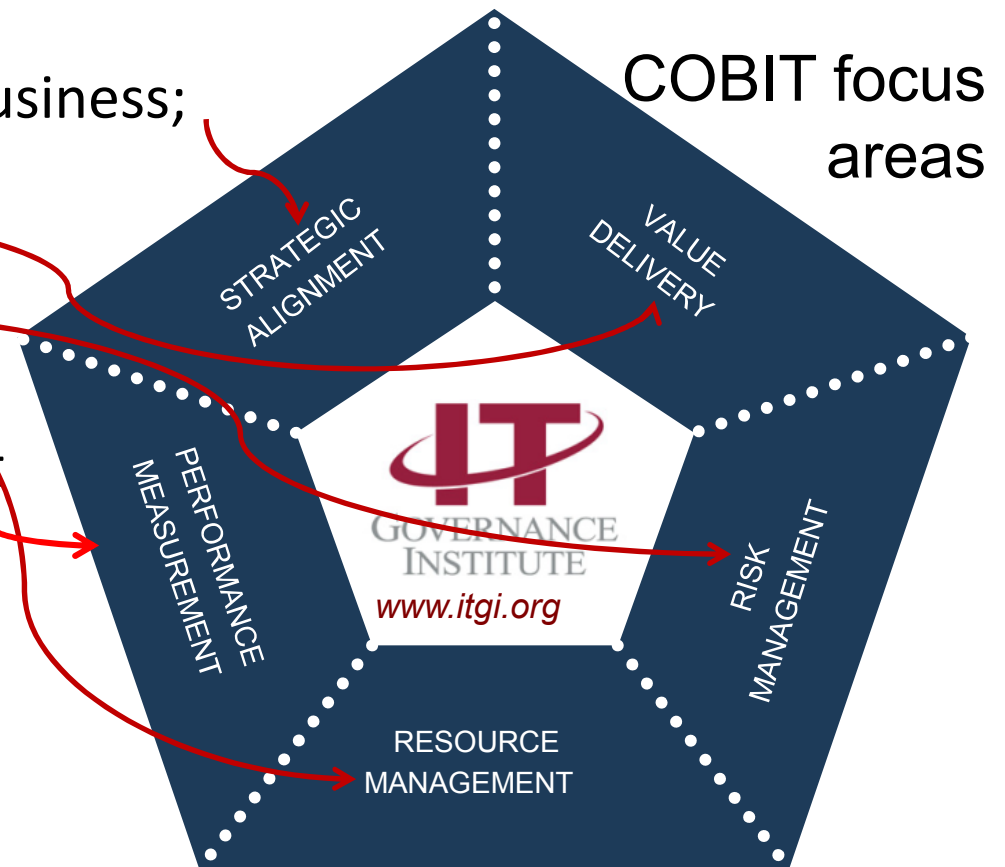 usiness;
COBIT focus
areas
STRATEGIC
ALIGNMENT
VALUE
DELIVERY
PERFORMANCE
MEASUREMENT
IT
GOVERNANCE
INSTITUTE
www.itgi.org
RISK
MANAGEMENT
RESOURCE
MANAGEMENT